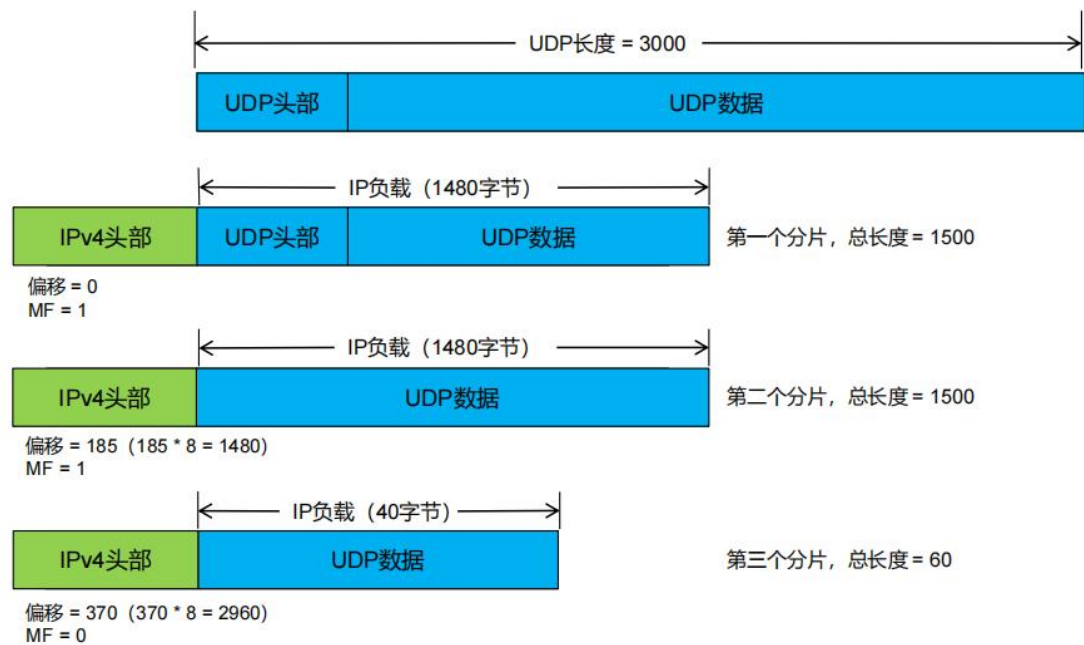 UDP长度 = 3000
UDP头部 UDP数据
IP负载（1480字节）
IPv4头部 UDP头部 UDP数据 第一个分片，总长度 = 1500
偏移 = 0
MF = 1
IP负载（1480字节）
IPv4头部 UDP数据 第二个分片，总长度 = 1500
偏移 = 185（185 * 8 = 1480）
MF = 1
IP负载（40字节）
IPv4头部 UDP数据 第三个分片，总长度 = 60
偏移 = 370（370 * 8 = 2960）
MF = 0